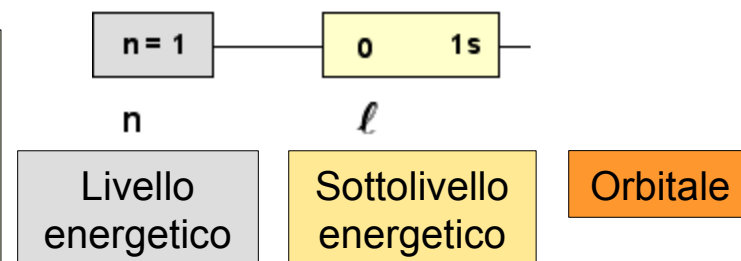 n = 1
0 1s
n ℓ
Livello energetico
Sottolivello energetico
Orbitale